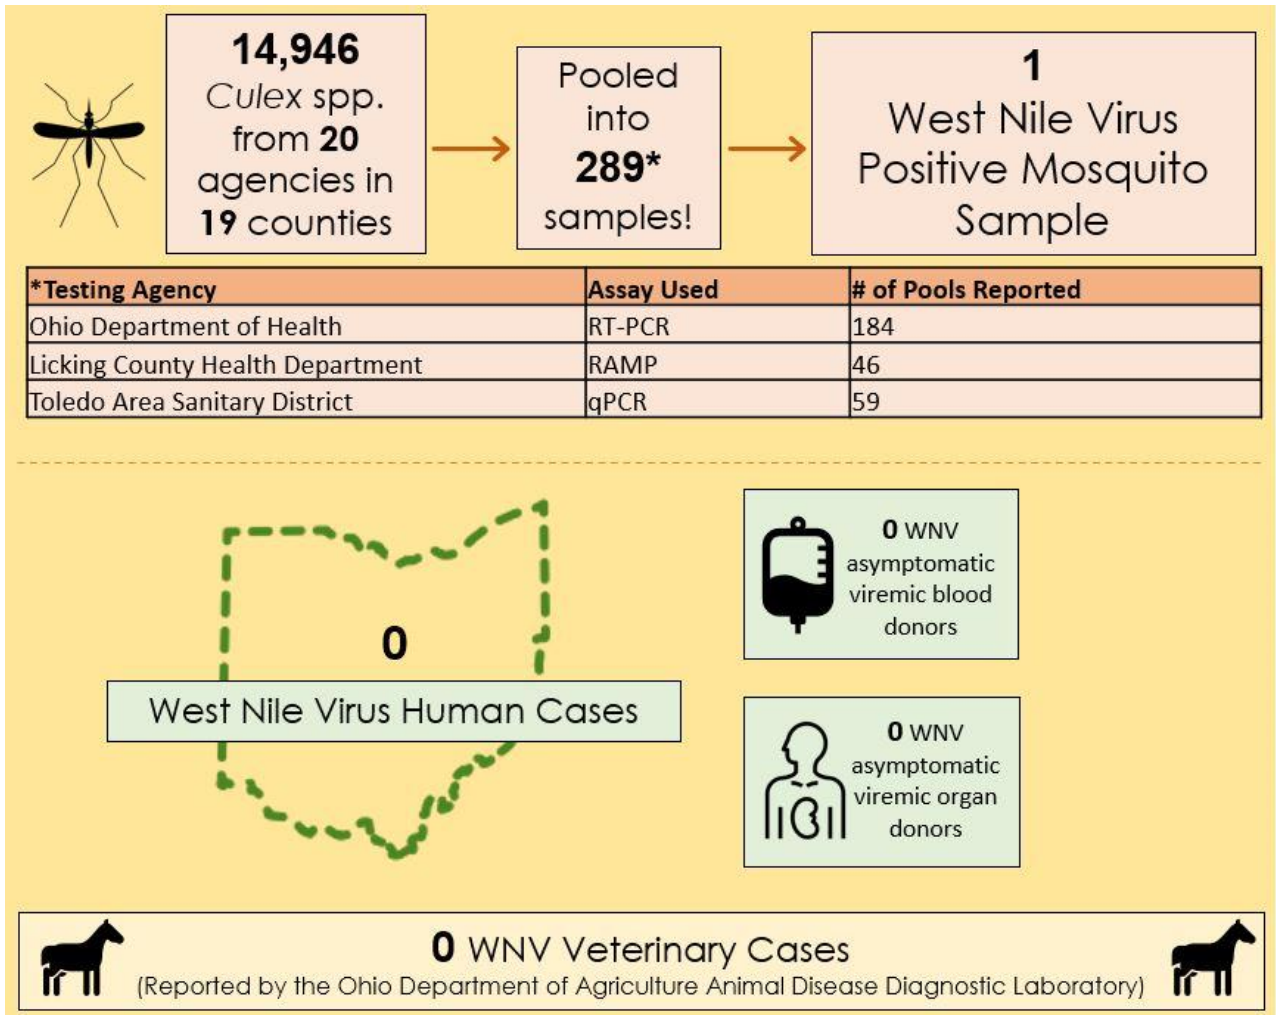 14,946
Culex spp.
from 20
agencies in
19 counties
Pooled
into
289*
samples!
1
West Nile Virus
Positive Mosquito
Sample
*Testing Agency Assay Used # of Pools Reported
Ohio Department of Health RT-PCR 184
Licking County Health Department RAMP 46
Toledo Area Sanitary District qPCR 59
0
West Nile Virus Human Cases
0 WNV
asymptomatic
viremic blood
donors
0 WNV
asymptomatic
viremic organ
donors
0 WNV Veterinary Cases
(Reported by the Ohio Department of Agriculture Animal Disease Diagnostic Laboratory)